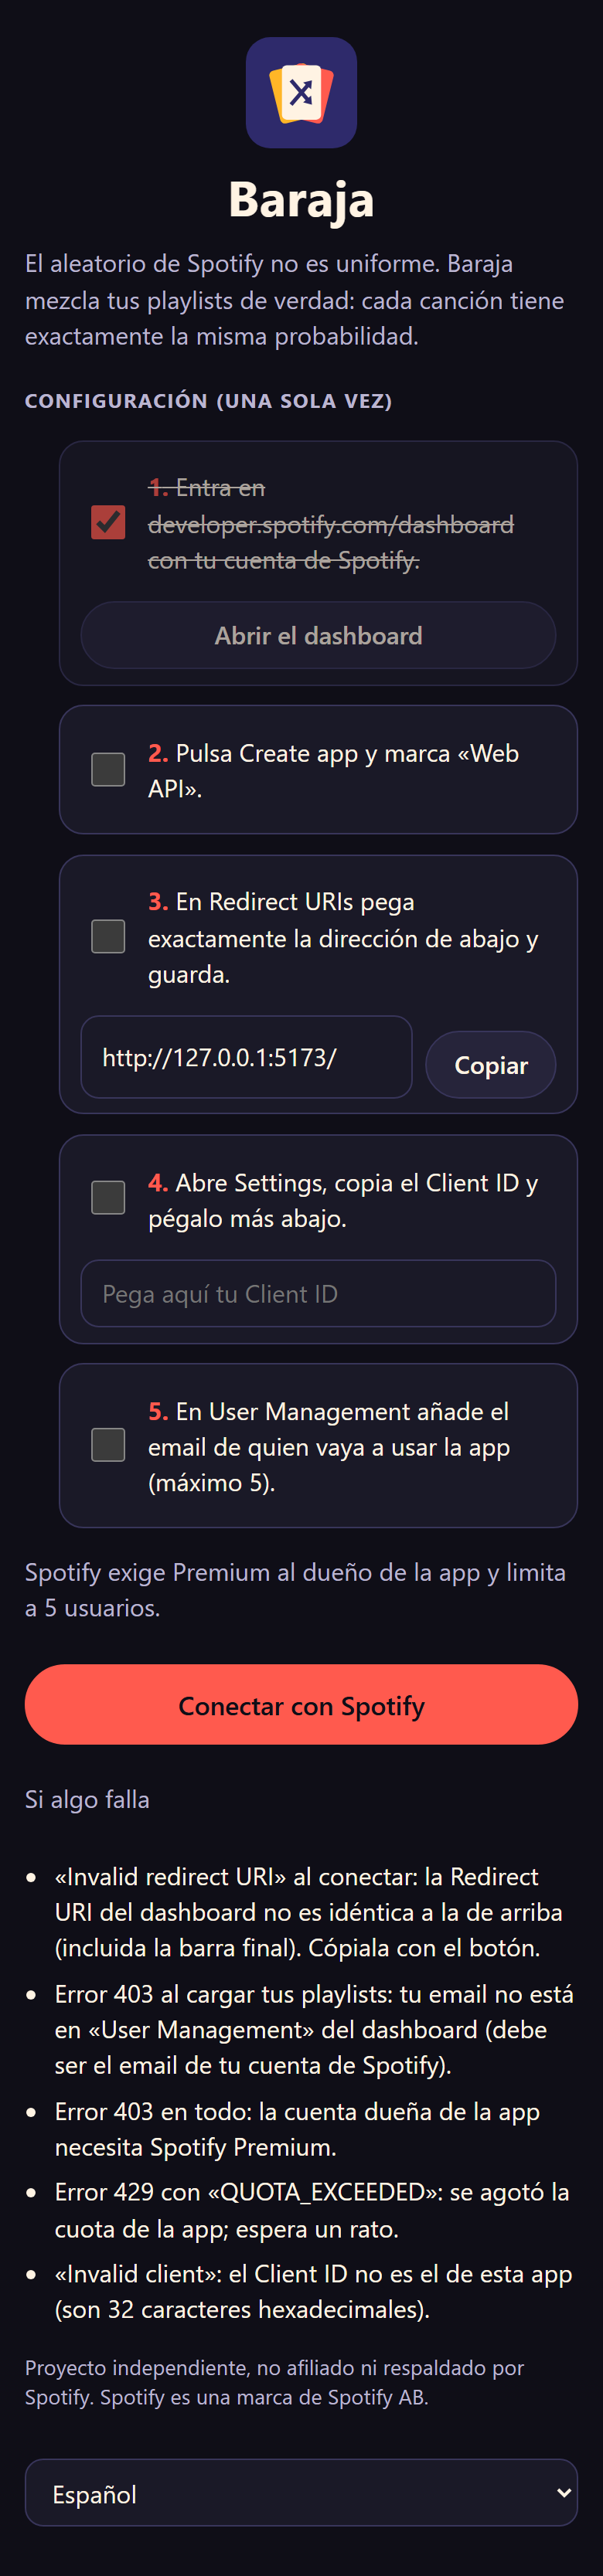 Baraja
El aleatorio de Spotify no es uniforme. Baraja
mezcla tus playlists de verdad: cada canción tiene
exactamente la misma probabilidad.
CONFIGURACIÓN (UNA SOLA VEZ)
1. Entra en
developer.spotify.com/dashboard
con tu cuenta de Spotify.
Abrir el dashboard
2. Pulsa Create app y marca «Web
API».
3. En Redirect URIs pega
exactamente la dirección de abajo y
guarda.
http://127.0.0.1:5173/
Copiar
4. Abre Settings, copia el Client ID y
pégalo más abajo.
Pega aquí tu Client ID
5. En User Management añade el
email de quien vaya a usar la app
(máximo 5).
Spotify exige Premium al dueño de la app y limita
a 5 usuarios.
Conectar con Spotify
Si algo falla
• «Invalid redirect URI» al conectar: la Redirect
URI del dashboard no es idéntica a la de arriba
(incluida la barra final). Cópiala con el botón.
• Error 403 al cargar tus playlists: tu email no está
en «User Management» del dashboard (debe
ser el email de tu cuenta de Spotify).
• Error 403 en todo: la cuenta dueña de la app
necesita Spotify Premium.
• Error 429 con «QUOTA_EXCEEDED»: se agotó la
cuota de la app; espera un rato.
• «Invalid client»: el Client ID no es el de esta app
(son 32 caracteres hexadecimales).
Proyecto independiente, no afiliado ni respaldado por
Spotify. Spotify es una marca de Spotify AB.
Español